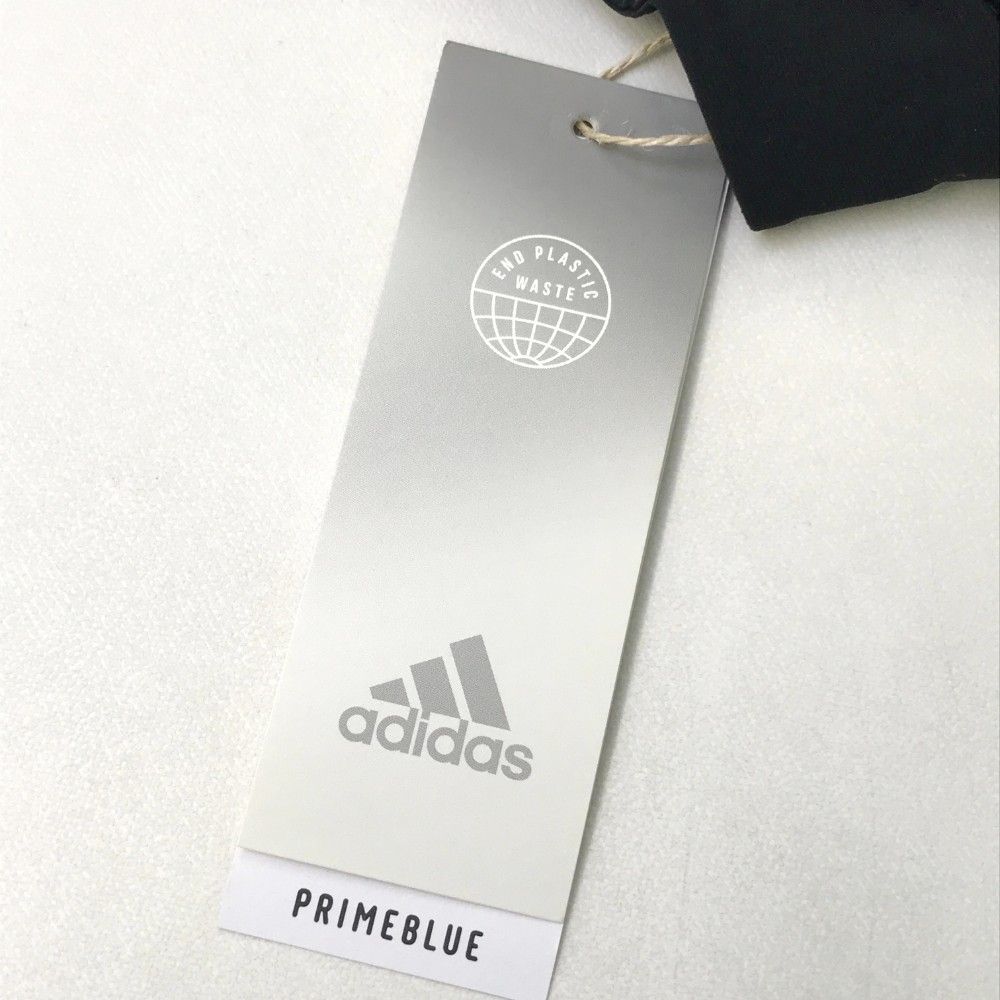 END PLASTIC
WASTE
adidas
PRIMEBLUE